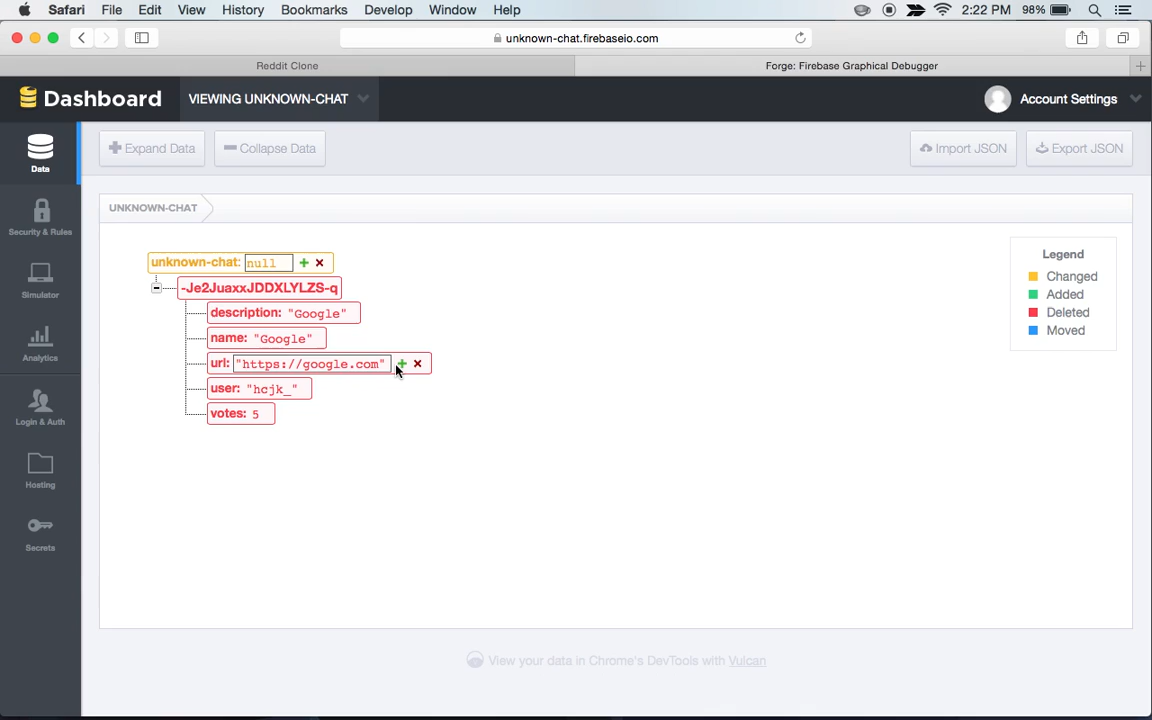 Safari File Edit View History Bookmarks Develop Window Help 2:22 PM 98%
unknown-chat.firebaseio.com
Reddit Clone Forge: Firebase Graphical Debugger
Dashboard VIEWING UNKNOWN-CHAT Account Settings
Data
Security & Rules
Simulator
Analytics
Login & Auth
Hosting
Secrets
Expand Data Collapse Data Import JSON Export JSON
UNKNOWN-CHAT
unknown-chat: null
-Je2JuaxxJDDXLYLZS-q
description: "Google"
name: "Google"
url: "https://google.com"
user: "hcjk_"
votes: 5
Legend
Changed
Added
Deleted
Moved
View your data in Chrome's DevTools with Vulcan